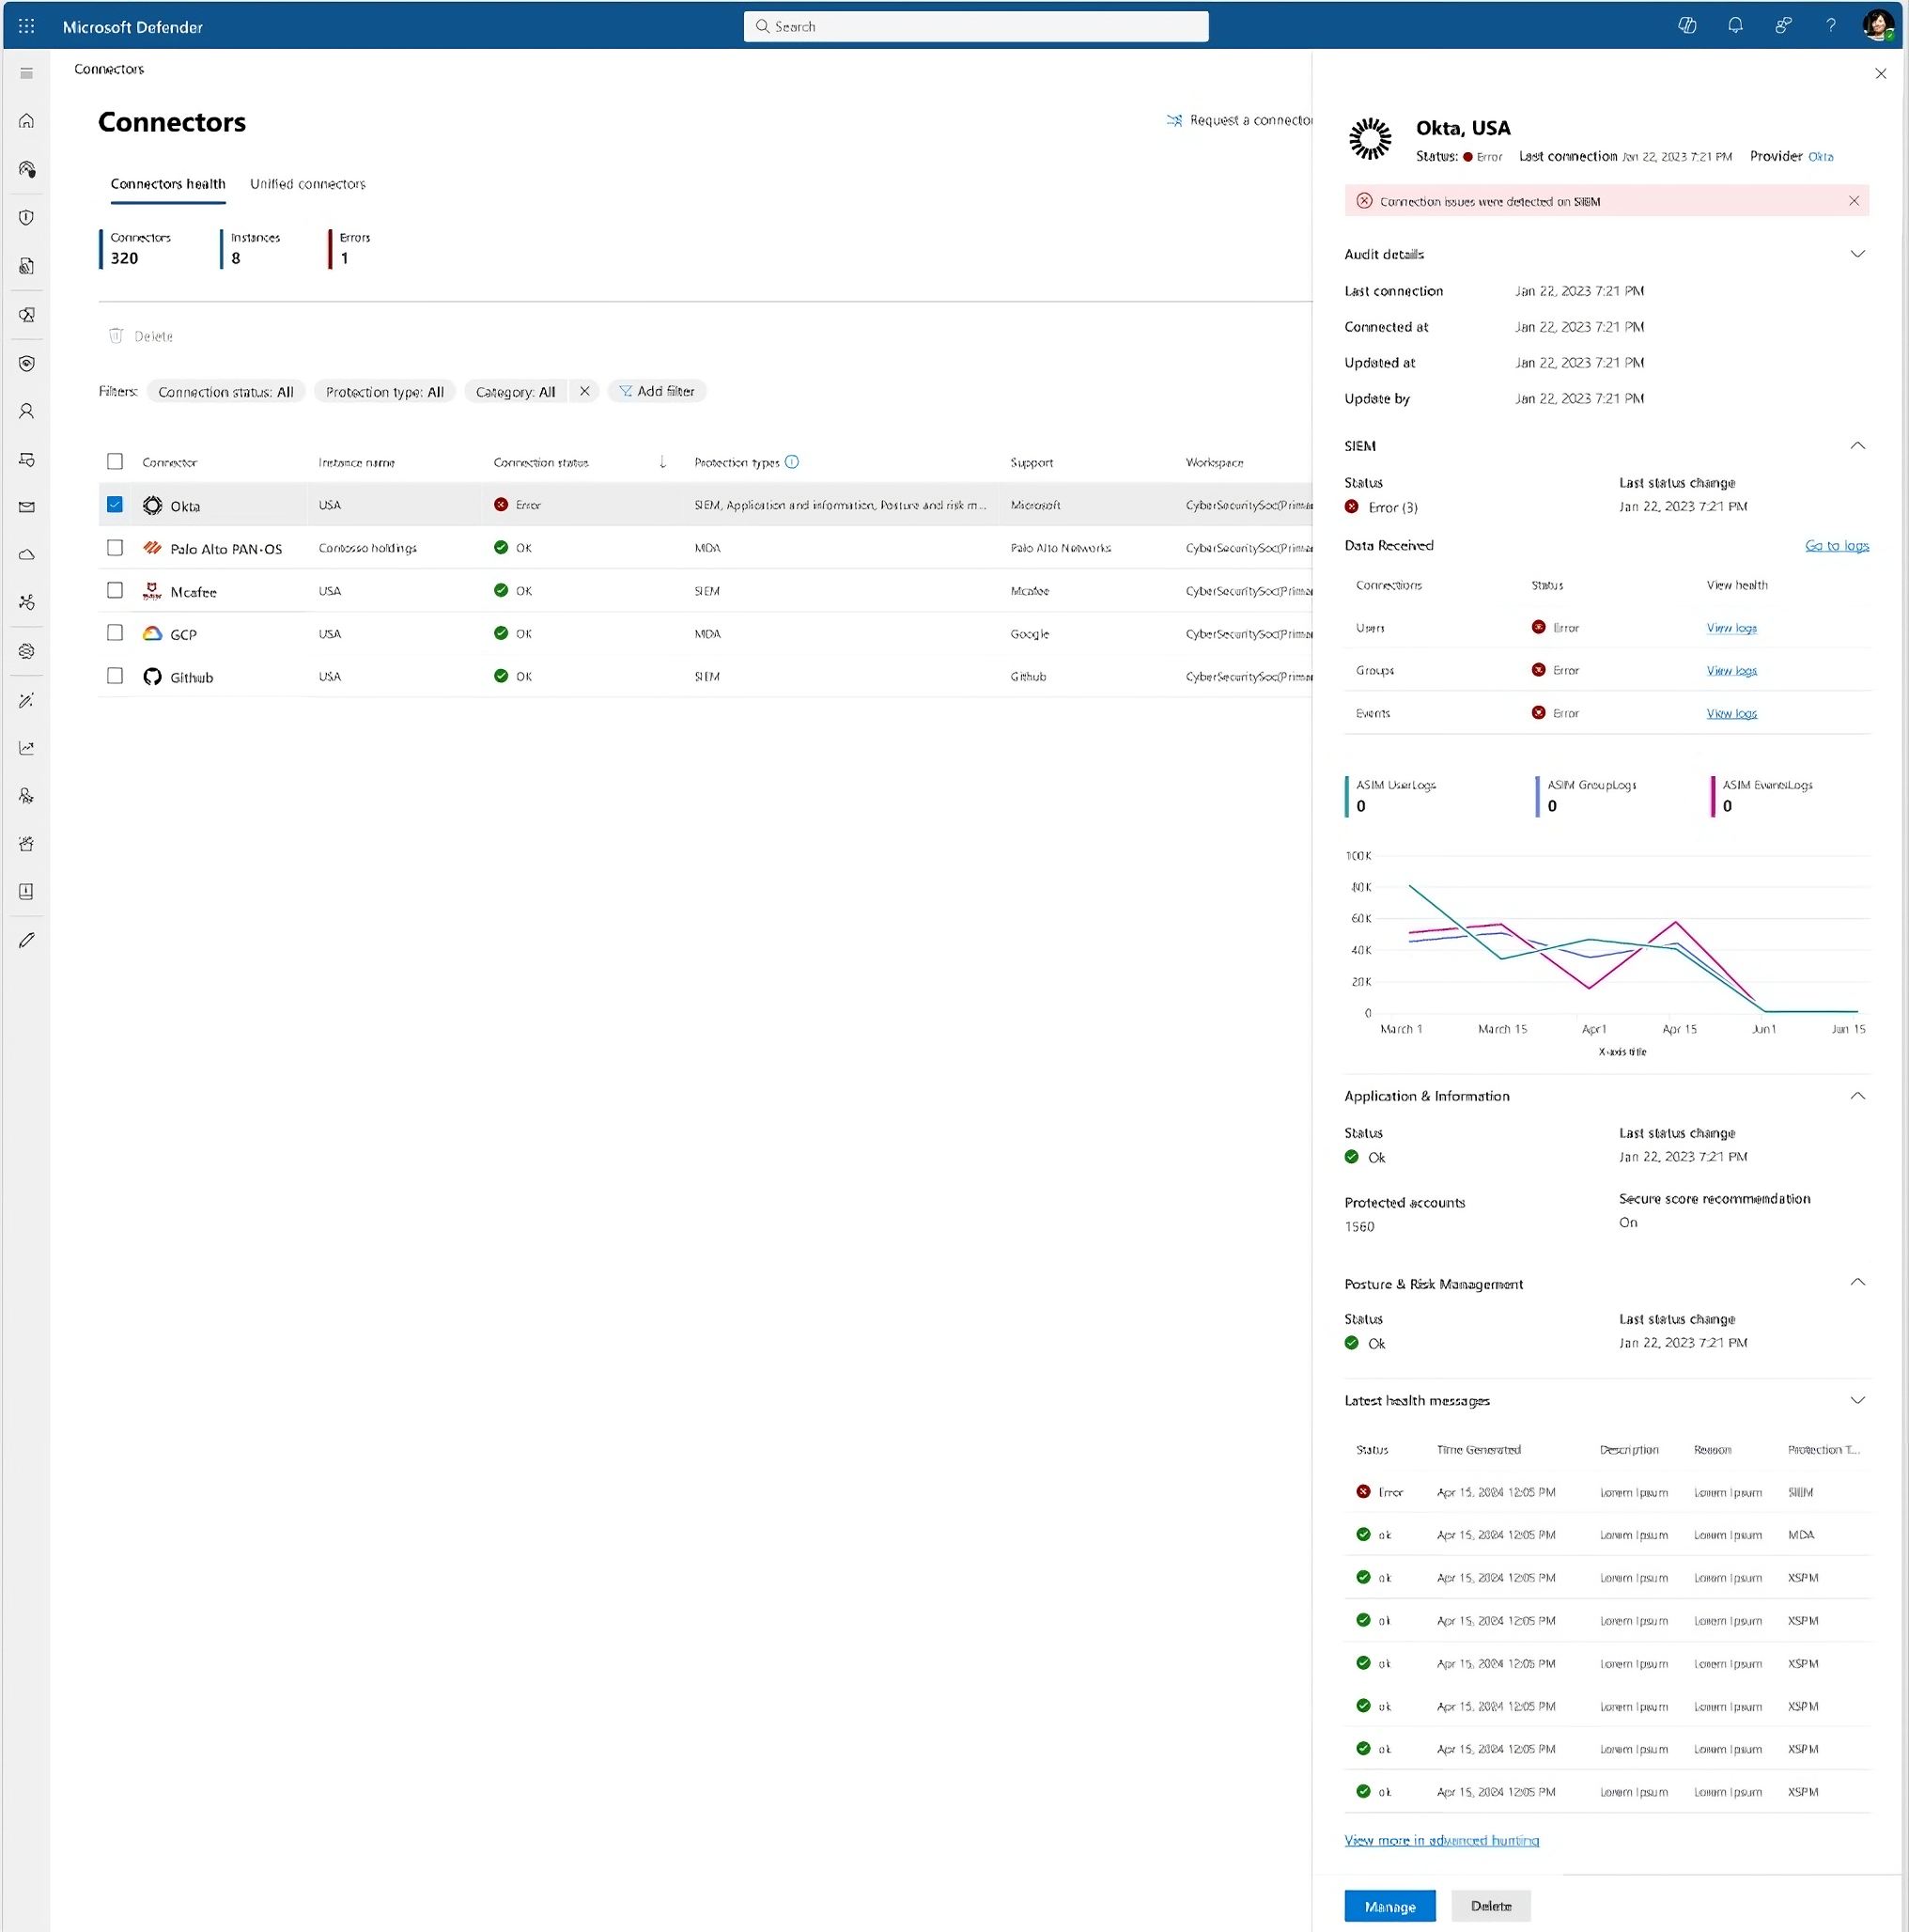 Microsoft Defender
Search
Connectors
Connectors
Request a connector
Connectors health
Unified connectors
Connectors
320
Instances
8
Errors
1
Delete
Filters:
Connection status: All
Protection type: All
Category: All
Add filter
Connector Instance name Connection status Protection types Support Workspace
Okta USA Error SIEM, Application and information, Posture and risk m... Microsoft CyberSecuritySoc(Primar
Palo Alto PAN-OS Contosso holdings OK MDA Palo Alto Networks CyberSecuritySoc(Primar
Mcafee USA OK SIEM Mcafee CyberSecuritySoc(Primar
GCP USA OK MDA Google CyberSecuritySoc(Primar
Github USA OK SIEM Github CyberSecuritySoc(Primar
Okta, USA
Status: Error Last connection Jan 22, 2023 7:21 PM Provider Okta
Connection issues were detected on SIEM
Audit details
Last connection Jan 22, 2023 7:21 PM
Connected at Jan 22, 2023 7:21 PM
Updated at Jan 22, 2023 7:21 PM
Update by Jan 22, 2023 7:21 PM
SIEM
Status Last status change
Error (3) Jan 22, 2023 7:21 PM
Data Received Go to logs
Connections Status View health
Users Error View logs
Groups Error View logs
Events Error View logs
ASIM UserLogs
0
ASIM GroupLogs
0
ASIM EventsLogs
0
100K
80K
60K
40K
20K
0
March 1 March 15 Apr1 Apr 15 Jun1 Jun 15
X-axis title
Application & Information
Status Last status change
Ok Jan 22, 2023 7:21 PM
Protected accounts Secure score recommendation
1560 On
Posture & Risk Management
Status Last status change
Ok Jan 22, 2023 7:21 PM
Latest health messages
Status Time Generated Description Reason Protection T...
Error Apr 15, 2024 12:05 PM Lorem Ipsum Lorem Ipsum SIEM
ok Apr 15, 2024 12:05 PM Lorem Ipsum Lorem Ipsum MDA
ok Apr 15, 2024 12:05 PM Lorem Ipsum Lorem Ipsum XSPM
ok Apr 15, 2024 12:05 PM Lorem Ipsum Lorem Ipsum XSPM
ok Apr 15, 2024 12:05 PM Lorem Ipsum Lorem Ipsum XSPM
ok Apr 15, 2024 12:05 PM Lorem Ipsum Lorem Ipsum XSPM
ok Apr 15, 2024 12:05 PM Lorem Ipsum Lorem Ipsum XSPM
ok Apr 15, 2024 12:05 PM Lorem Ipsum Lorem Ipsum XSPM
View more in advanced hunting
Manage
Delete